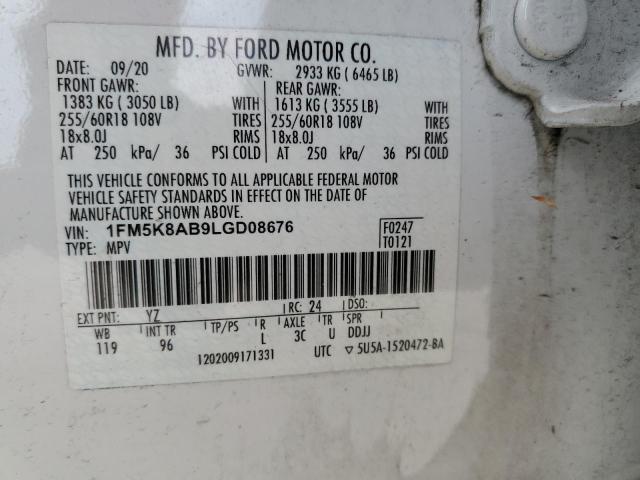 MFD. BY FORD MOTOR CO.
DATE: 09/20 GVWR: 2933 KG ( 6465 LB)
FRONT GAWR: REAR GAWR:
1383 KG ( 3050 LB) WITH 1613 KG ( 3555 LB) WITH
255/60R18 108V TIRES 255/60R18 108V TIRES
18x8.0J RIMS 18x8.0J RIMS
AT 250 kPa/ 36 PSI COLD AT 250 kPa/ 36 PSI COLD
THIS VEHICLE CONFORMS TO ALL APPLICABLE FEDERAL MOTOR
VEHICLE SAFETY STANDARDS IN EFFECT ON THE DATE OF
MANUFACTURE SHOWN ABOVE.
VIN: 1FM5K8AB9LGD08676 F0247
TYPE: MPV T0121
EXT PNT: YZ RC: 24 DSO:
WB INT TR TP/PS R AXLE TR SPR
119 96 L 3C U DDJJ
1202009171331 UTC ▽ 5U5A-1520472-BA